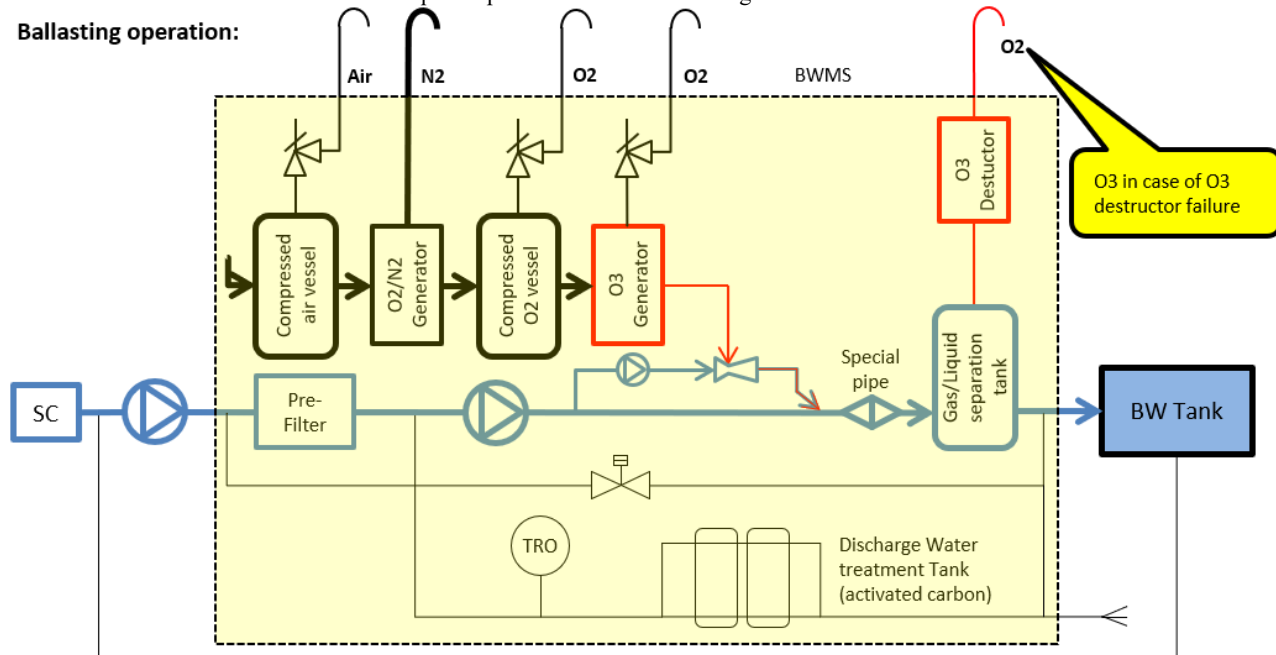 Ballasting operation:
Air
N2
O2
O2
BWMS
O2
O3 in case of O3
destructor failure
Compressed
air vessel
O2/N2
Generator
Compressed
O2 vessel
O3
Generator
O3
Destuctor
SC
Pre-
Filter
Special
pipe
Gas/Liquid
separation
tank
BW Tank
TRO
Discharge Water
treatment Tank
(activated carbon)